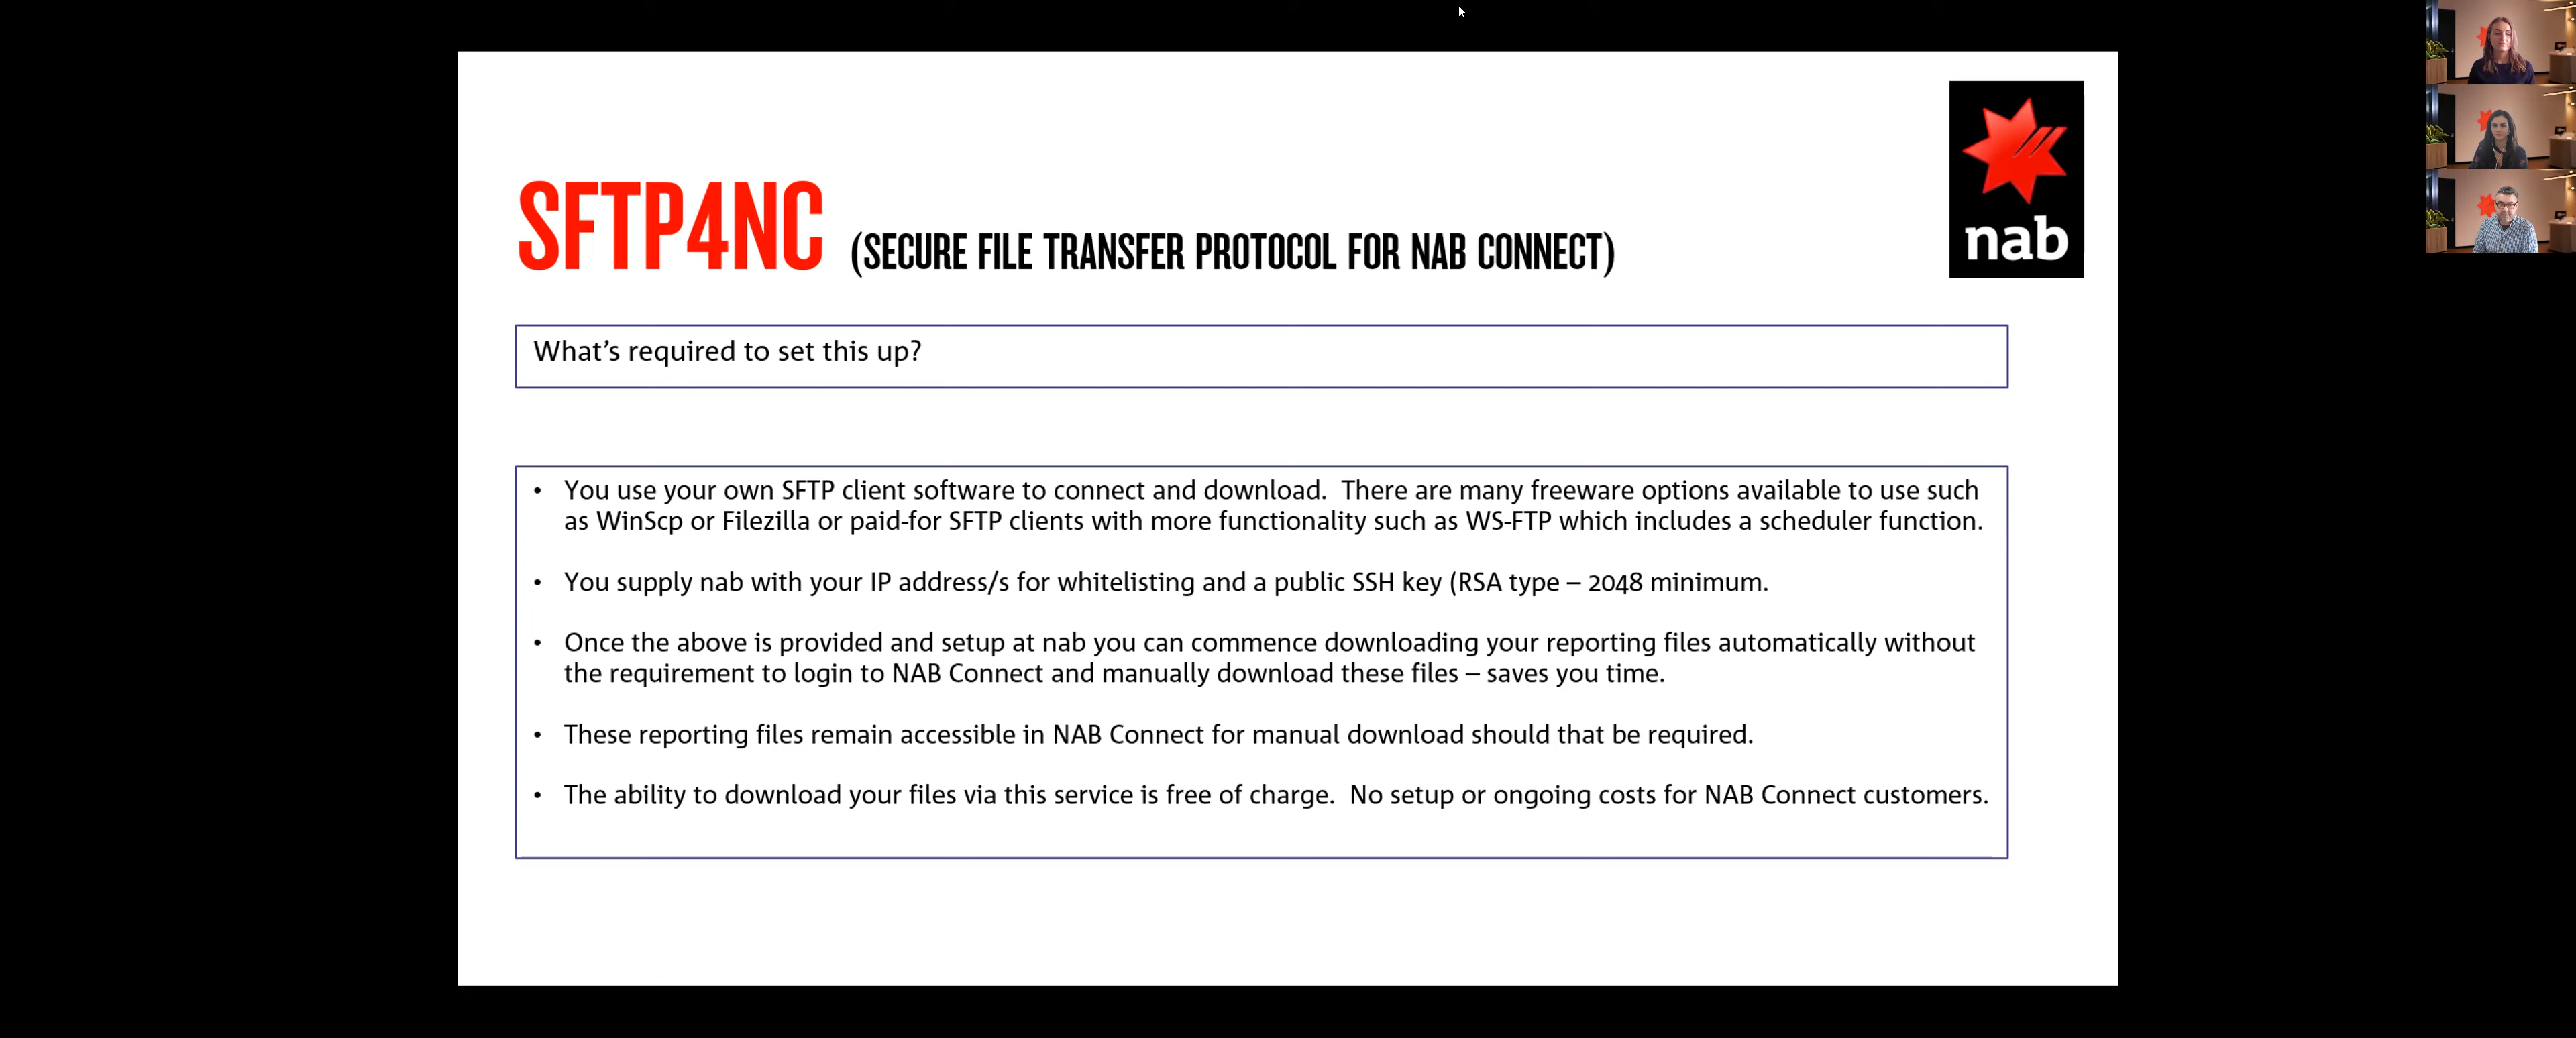 SFTP4NC (SECURE FILE TRANSFER PROTOCOL FOR NAB CONNECT)
nab
What's required to set this up?
• You use your own SFTP client software to connect and download.  There are many freeware options available to use such
as WinScp or Filezilla or paid-for SFTP clients with more functionality such as WS-FTP which includes a scheduler function.
• You supply nab with your IP address/s for whitelisting and a public SSH key (RSA type – 2048 minimum.
• Once the above is provided and setup at nab you can commence downloading your reporting files automatically without
the requirement to login to NAB Connect and manually download these files – saves you time.
• These reporting files remain accessible in NAB Connect for manual download should that be required.
• The ability to download your files via this service is free of charge.  No setup or ongoing costs for NAB Connect customers.